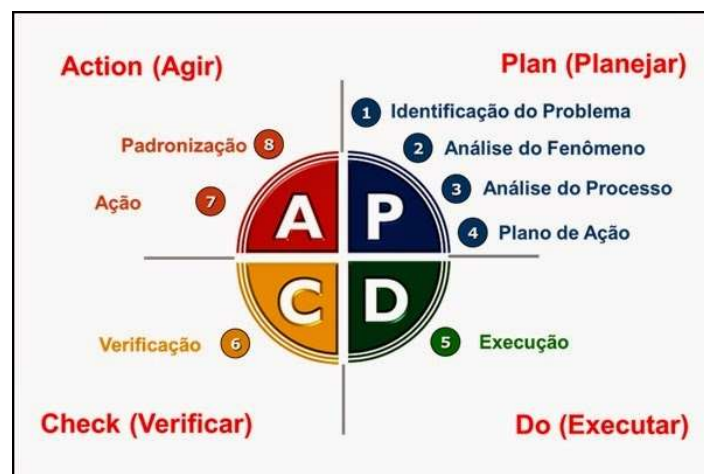 Action (Agir)
Plan (Planejar)
1 Identificação do Problema
2 Análise do Fenômeno
3 Análise do Processo
4 Plano de Ação
Padronização 8
Ação 7
A P
C D
Verificação 6
5 Execução
Check (Verificar)
Do (Executar)